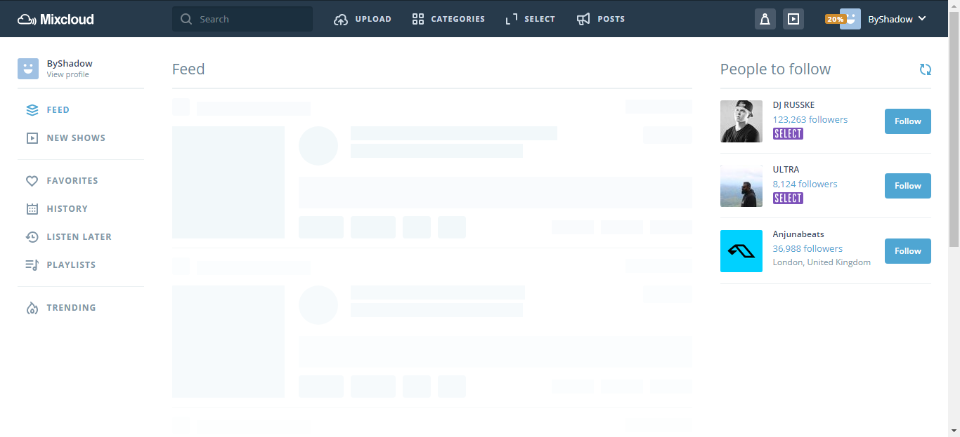 Mixcloud
Search
UPLOAD
CATEGORIES
SELECT
POSTS
20%
ByShadow
ByShadow
View profile
FEED
NEW SHOWS
FAVORITES
HISTORY
LISTEN LATER
PLAYLISTS
TRENDING
Feed
People to follow
DJ RUSSKE
123,263 followers
SELECT
Follow
ULTRA
8,124 followers
SELECT
Follow
Anjunabeats
36,988 followers
London, United Kingdom
Follow